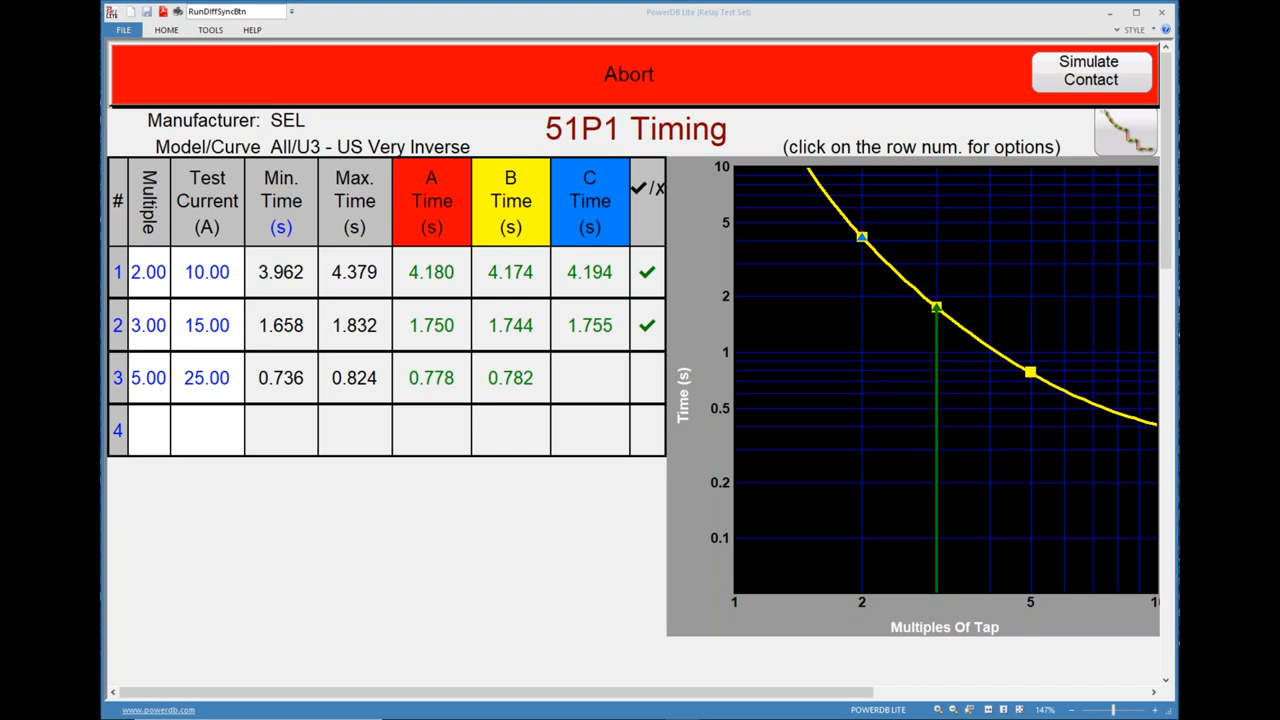 RunDiffSyncBtn
PowerDB Lite (Relay Test Set)
FILE HOME TOOLS HELP STYLE
Abort
Simulate
Contact
Manufacturer: SEL
51P1 Timing
Model/Curve All/U3 - US Very Inverse
(click on the row num. for options)
# Multiple Test Current (A) Min. Time (s) Max. Time (s) A Time (s) B Time (s) C Time (s) ✓/x
1 2.00 10.00 3.962 4.379 4.180 4.174 4.194 ✓
2 3.00 15.00 1.658 1.832 1.750 1.744 1.755 ✓
3 5.00 25.00 0.736 0.824 0.778 0.782
4
10
5
2
1
0.5
0.2
0.1
Time (s)
1 2 5
Multiples Of Tap
www.powerdb.com
POWERDB LITE
147%